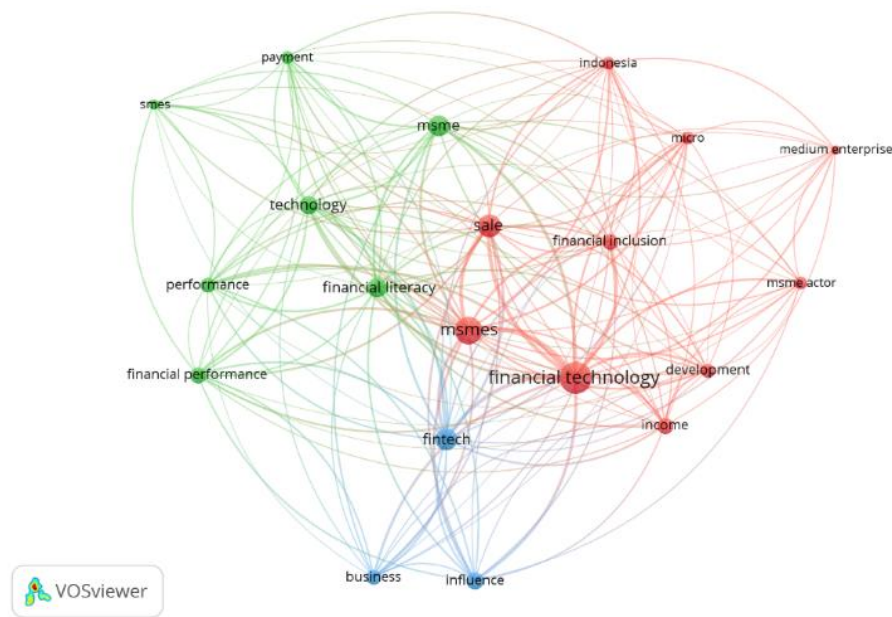 payment
indonesia
smes
msme
micro
medium enterprise
technology
sale
financial inclusion
performance
financial literacy
msme actor
msmes
financial performance
financial technology
development
income
fintech
business
influence
VOSviewer